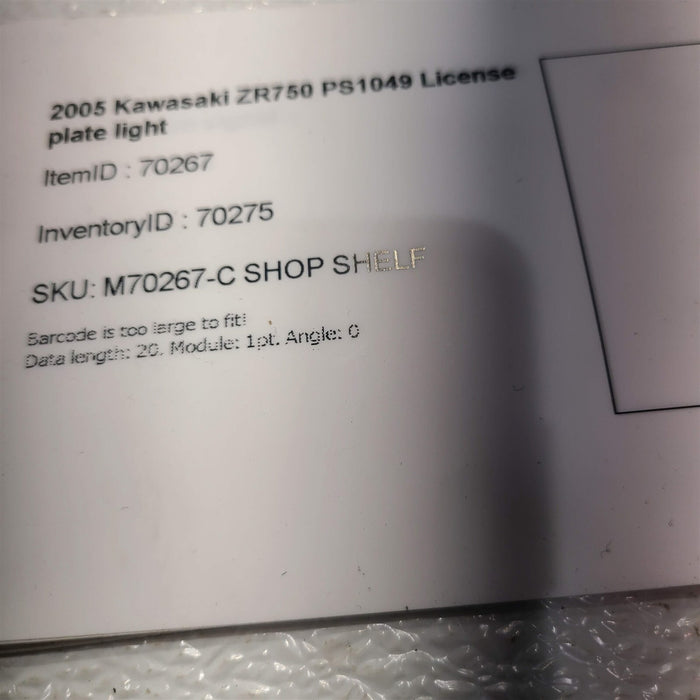 2005 Kawasaki ZR750 PS1049 License
plate light
ItemID : 70267
InventoryID : 70275
SKU: M70267-C SHOP SHELF
Barcode is too large to fit!
Data length: 20. Module: 1pt. Angle: 0